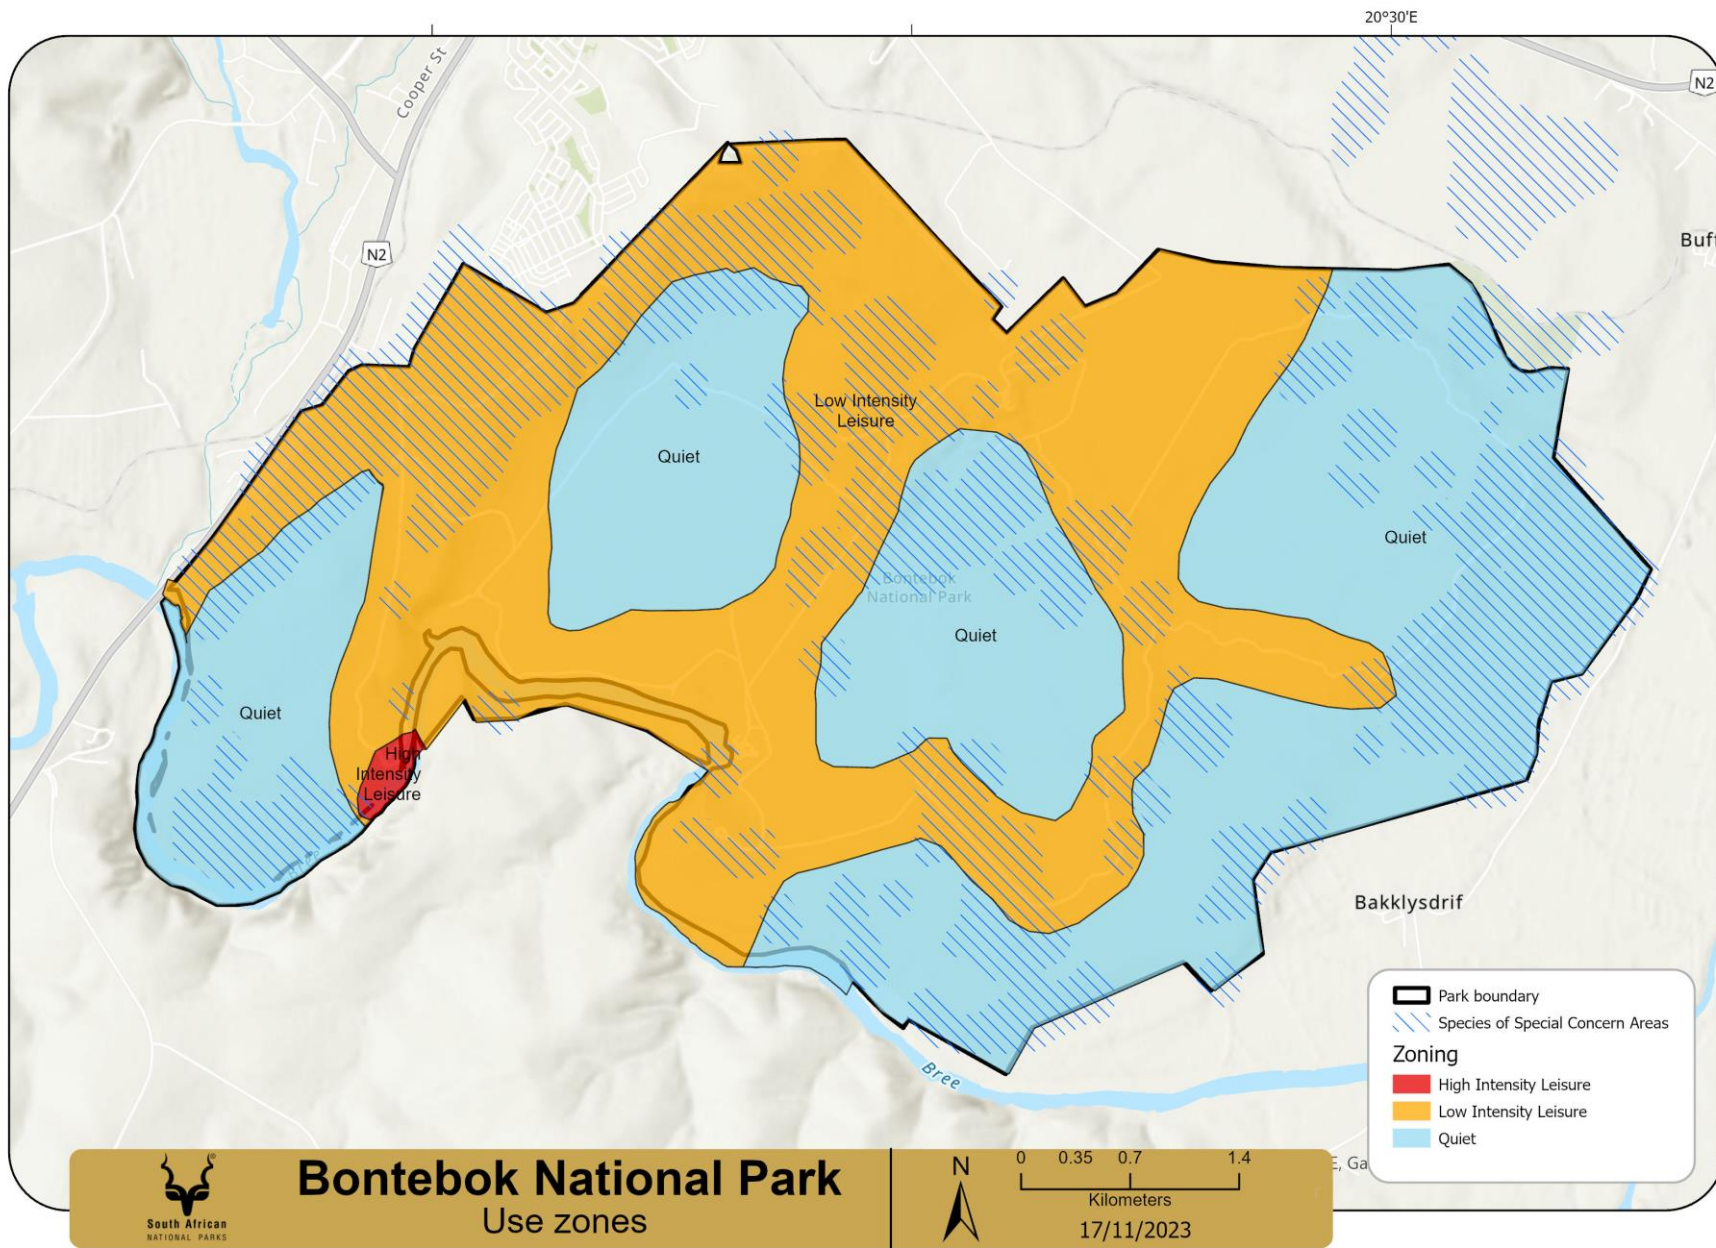 20°30'E
Cooper St
N2
N2
Buff
Low Intensity
Leisure
Quiet
Quiet
Bontebok
National Park
Quiet
Quiet
High
Intensity
Leisure
Bakklysdrif
Bree
Park boundary
Species of Special Concern Areas
Zoning
High Intensity Leisure
Low Intensity Leisure
Quiet
E, Ga
South African
NATIONAL PARKS
Bontebok National Park
Use zones
N
0 0.35 0.7 1.4
Kilometers
17/11/2023